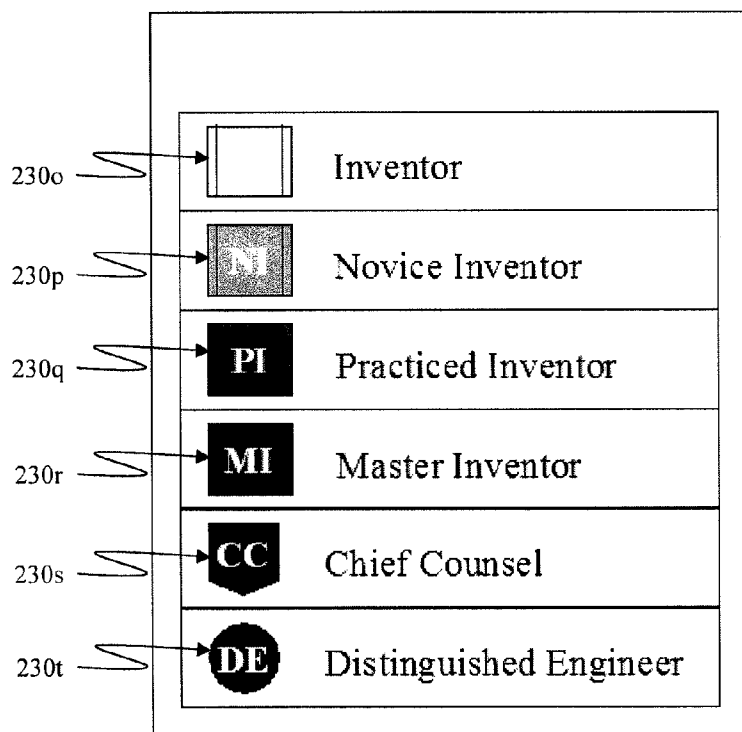 230o Inventor
230p NI Novice Inventor
230q PI Practiced Inventor
230r MI Master Inventor
230s CC Chief Counsel
230t DE Distinguished Engineer